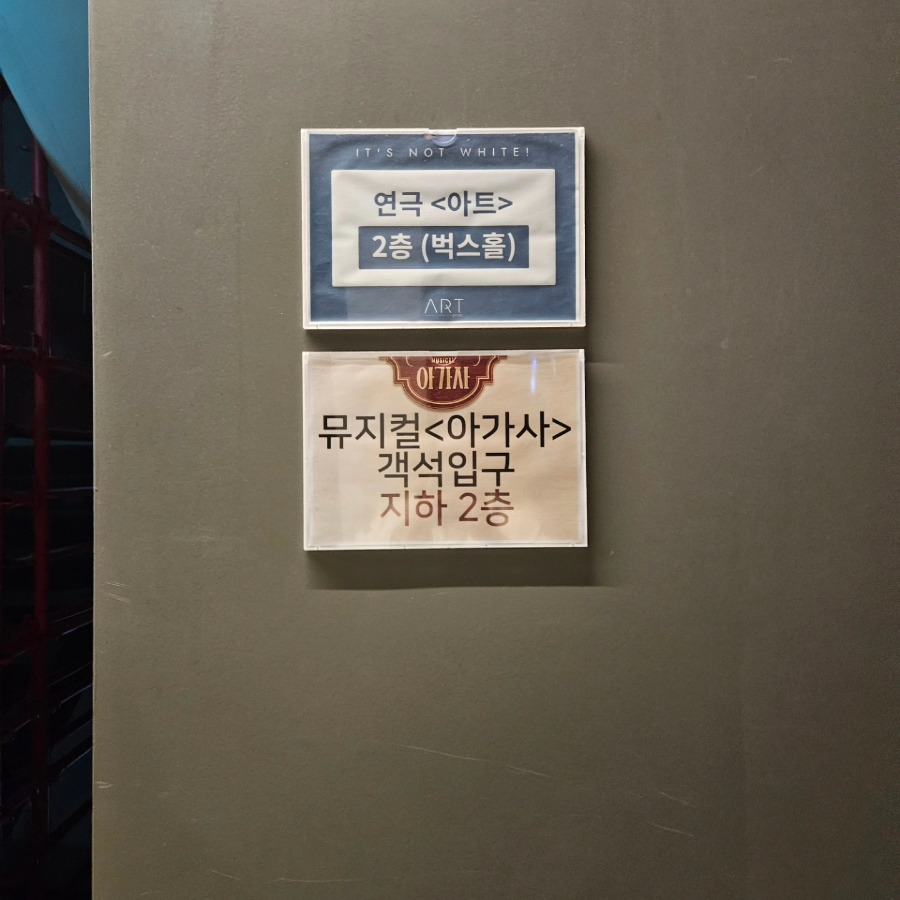 IT'S NOT WHITE!
연극 <아트>
2층 (벅스홀)
ART
MUSICAL
아가사
뮤지컬<아가사>
객석입구
지하 2층